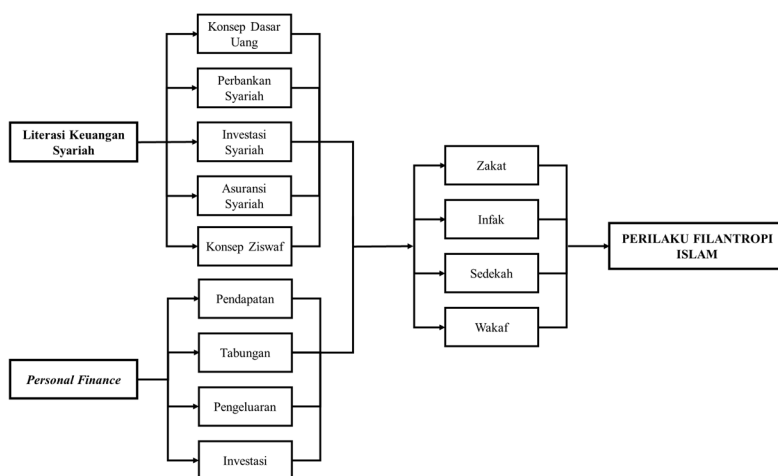 Konsep Dasar
Uang
Perbankan
Syariah
Literasi Keuangan
Syariah
Investasi
Syariah
Asuransi
Syariah
Konsep Ziswaf
Personal Finance
Pendapatan
Tabungan
Pengeluaran
Investasi
Zakat
Infak
Sedekah
Wakaf
PERILAKU FILANTROPI
ISLAM